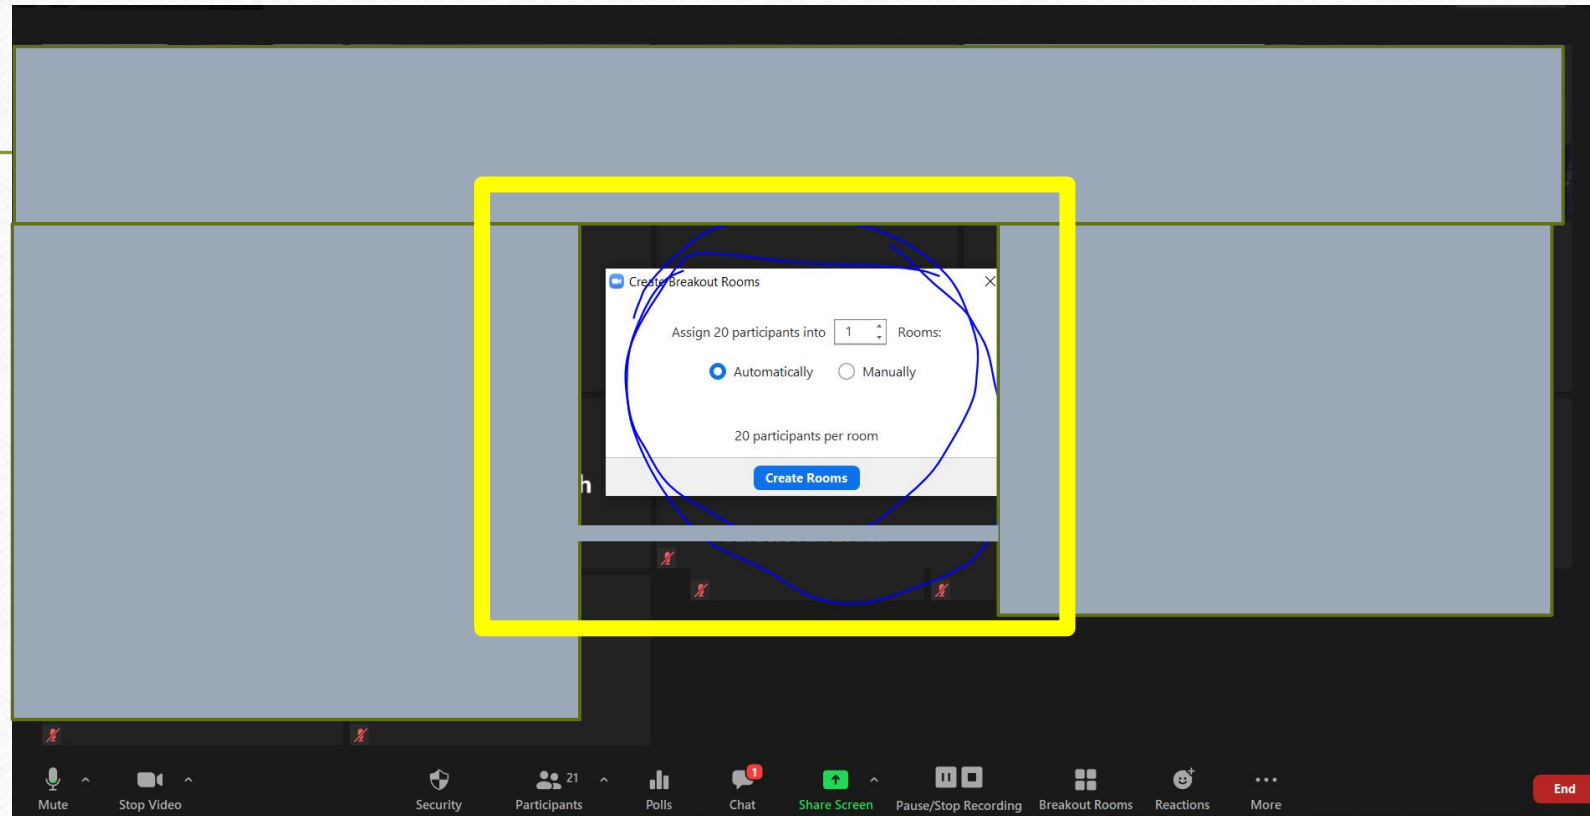 Create Breakout Rooms
Assign 20 participants into 1 Rooms:
Automatically Manually
20 participants per room
h
Create Rooms
21
1
Mute Stop Video Security Participants Polls Chat Share Screen Pause/Stop Recording Breakout Rooms Reactions More End